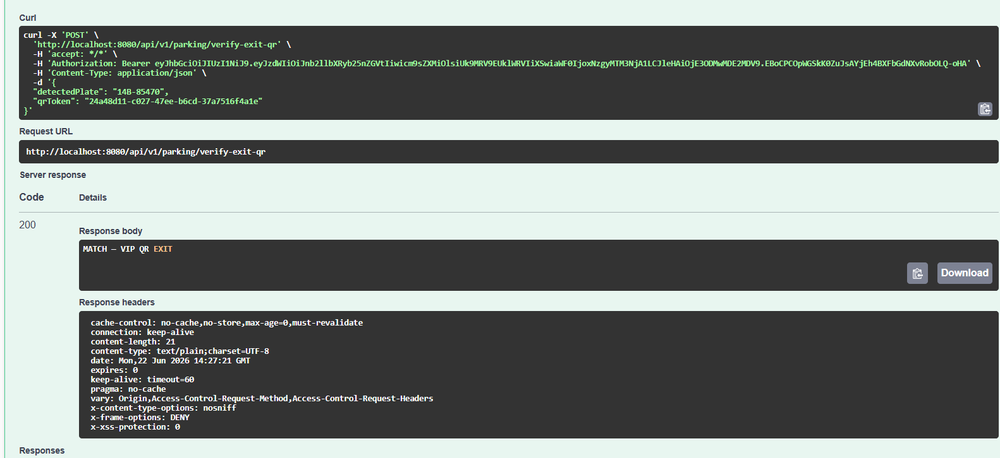 Curl
curl -X 'POST' \
'http://localhost:8080/api/v1/parking/verify-exit-qr' \
-H 'accept: */*' \
-H 'Authorization: Bearer eyJhbGciOiJIUzI1NiJ9.eyJzdWIiOiJnb2llbXRyb25nZGVtIiwicm9sZXMiOlsiUk9MRV9EUklWRVIiXSwiaWF0IjoxNzgyMTM3NjA1LCJleHAiOjE3ODMwMDE2MDV9.EBoCPCOpWGSkK0ZuJsAYjEh4BXFbGdNXvRobOLQ-oHA' \
-H 'Content-Type: application/json' \
-d '{
"detectedPlate": "14B-85470",
"qrToken": "24a48d11-c027-47ee-b6cd-37a7516f4a1e"
}'
Request URL
http://localhost:8080/api/v1/parking/verify-exit-qr
Server response
Code Details
200
Response body
MATCH – VIP QR EXIT
Download
Response headers
cache-control: no-cache,no-store,max-age=0,must-revalidate
connection: keep-alive
content-length: 21
content-type: text/plain;charset=UTF-8
date: Mon,22 Jun 2026 14:27:21 GMT
expires: 0
keep-alive: timeout=60
pragma: no-cache
vary: Origin,Access-Control-Request-Method,Access-Control-Request-Headers
x-content-type-options: nosniff
x-frame-options: DENY
x-xss-protection: 0
Responses